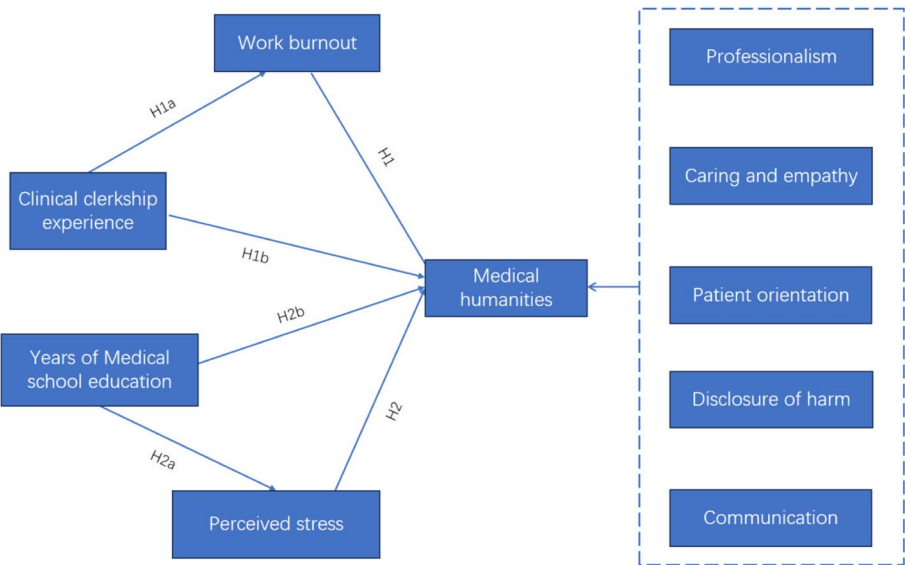 Work burnout
Professionalism
H1a
H1
Caring and empathy
Clinical clerkship
experience
H1b
Medical
humanities
Patient orientation
H2b
Years of Medical
school education
H2
Disclosure of harm
H2a
Perceived stress
Communication